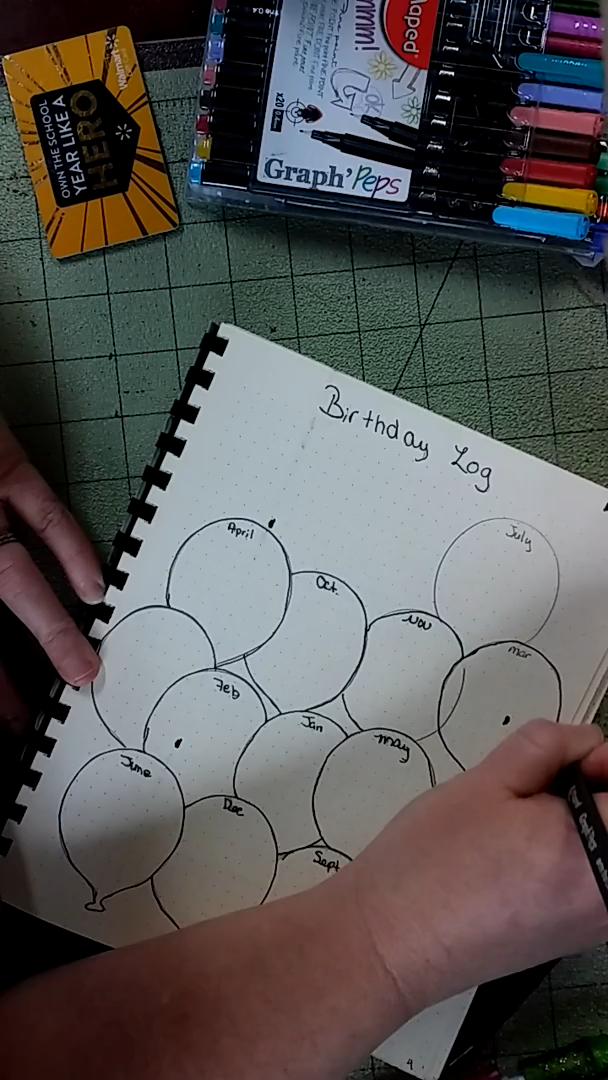 OWN THE SCHOOL
YEAR LIKE A
HERO
Walmart
Maped
x20
Graph'Peps
Birthday Log
April
July
Oct.
Nov
mar
Feb
Jan
may
June
Dec
Sept